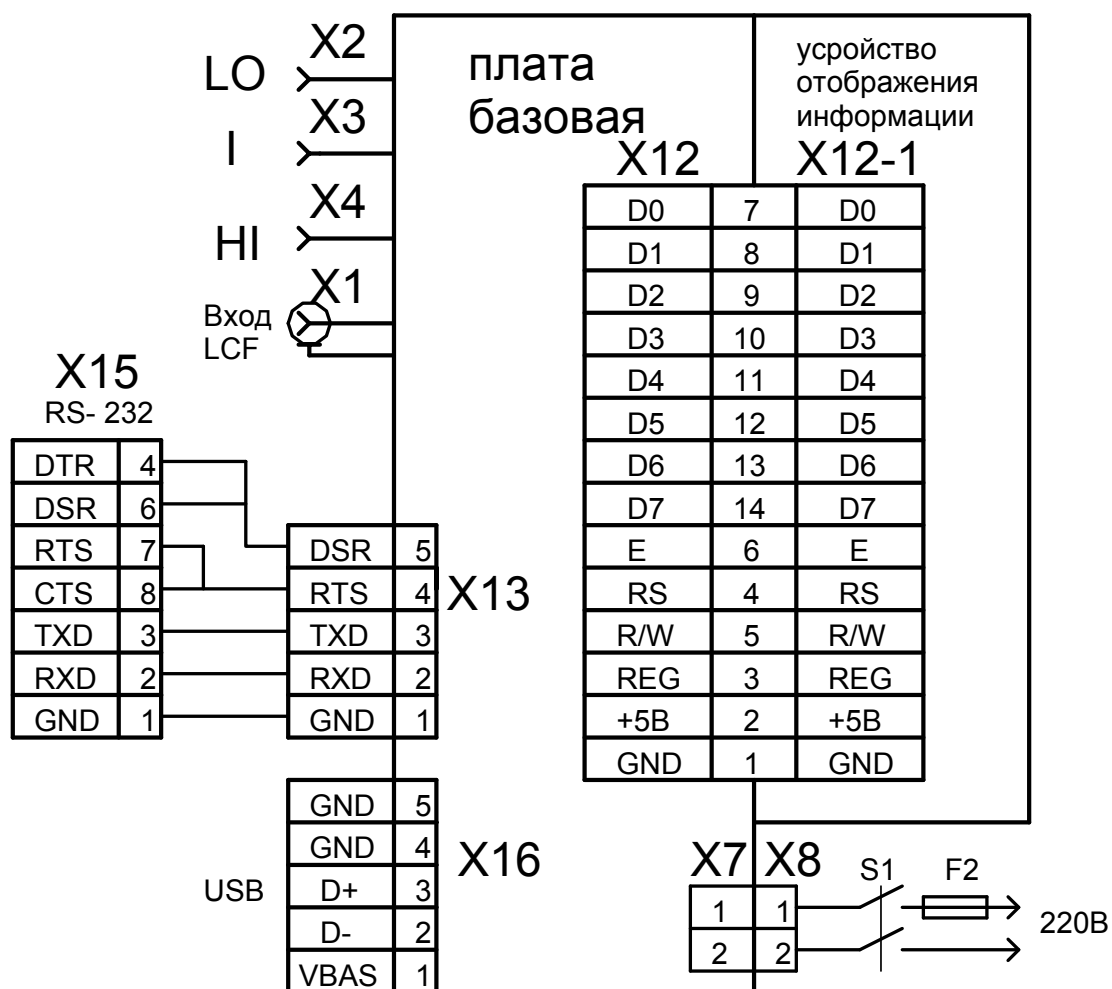 X2
LO
X3
I
X4
HI
X1
Вход
LCF
плата
базовая
усройство
отображения
информации
X12 X12-1
D0 7 D0
D1 8 D1
D2 9 D2
D3 10 D3
D4 11 D4
D5 12 D5
D6 13 D6
D7 14 D7
E 6 E
RS 4 RS
R/W 5 R/W
REG 3 REG
+5В 2 +5В
GND 1 GND
X15
RS- 232
DTR 4
DSR 6
RTS 7
CTS 8
TXD 3
RXD 2
GND 1
X13
DSR 5
RTS 4
TXD 3
RXD 2
GND 1
X16
USB
GND 5
GND 4
D+ 3
D- 2
VBAS 1
X7 X8
1 1
2 2
S1
F2
220В